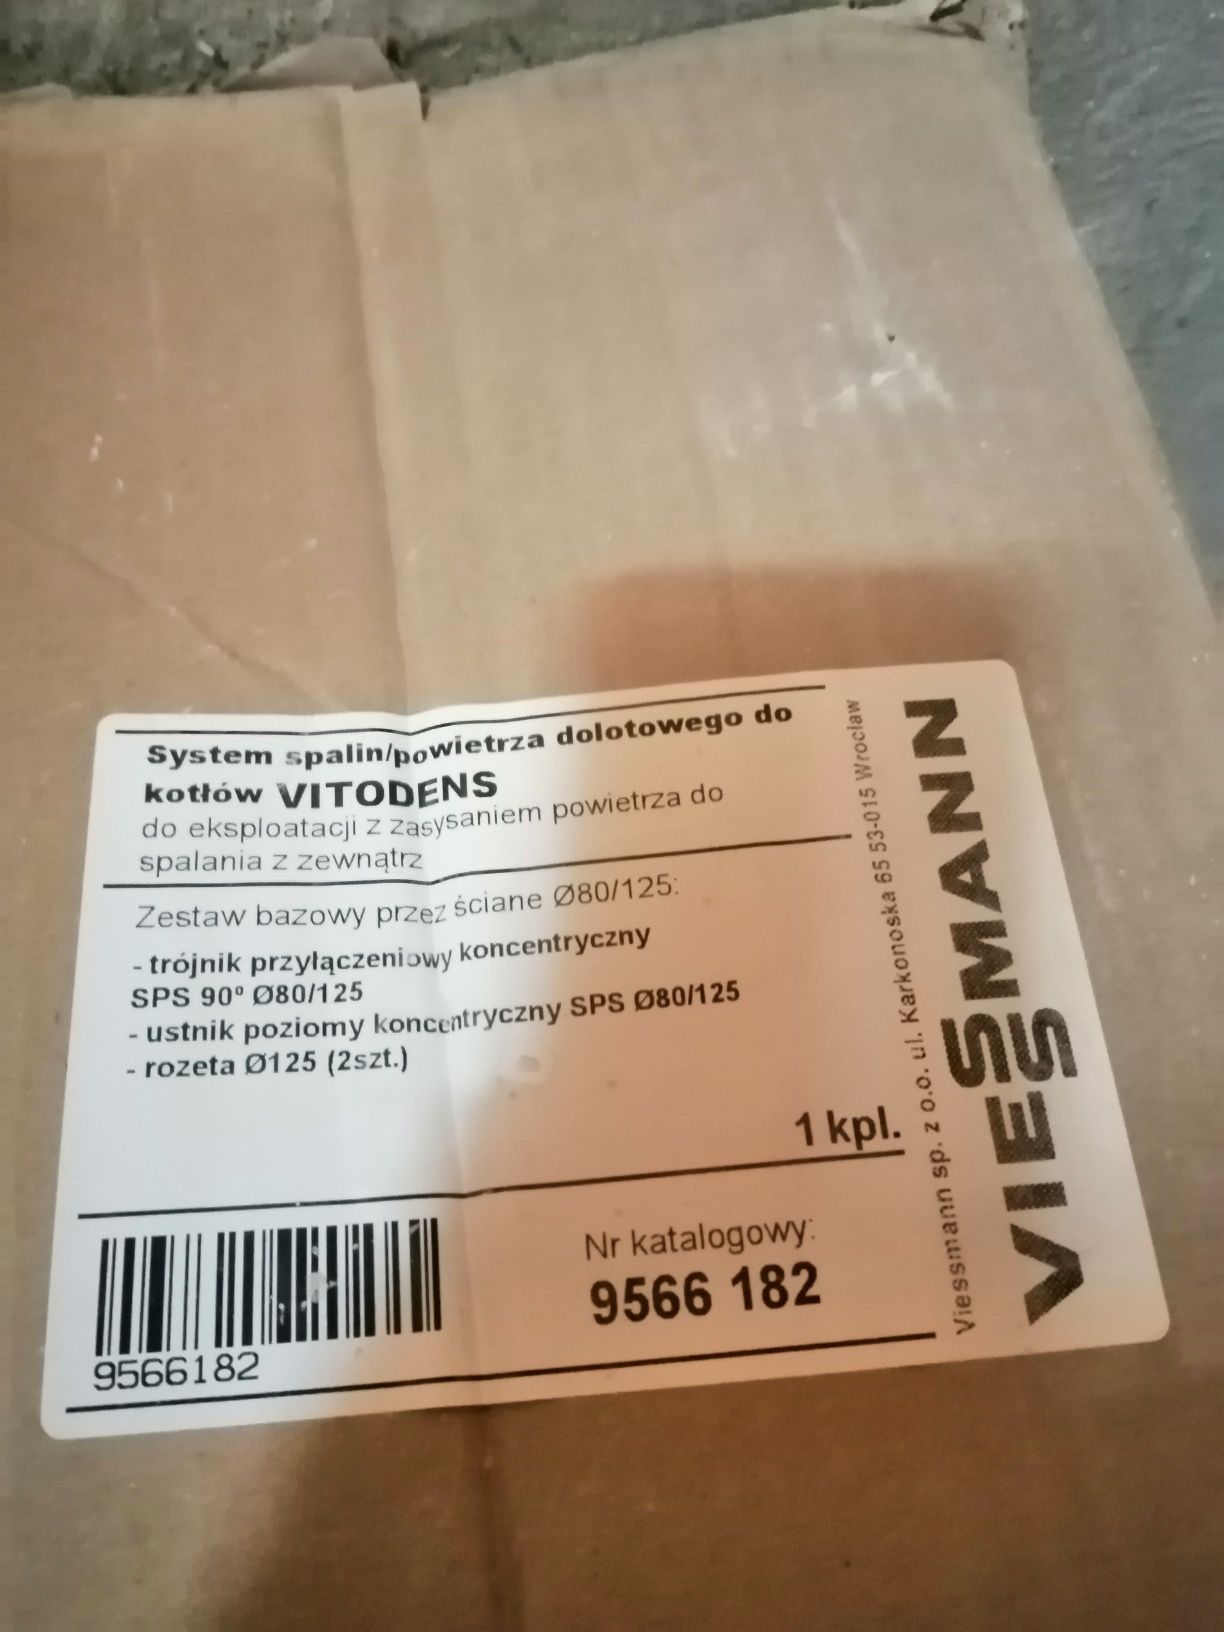 System spalin/powietrza dolotowego do
kotłów VITODENS
do eksploatacji z zasysaniem powietrza do
spalania z zewnątrz
Zestaw bazowy przez ściane Ø80/125:
- trójnik przyłączeniowy koncentryczny
SPS 90º Ø80/125
- ustnik poziomy koncentryczny SPS Ø80/125
- rozeta Ø125 (2szt.)
1 kpl.
9566182
Nr katalogowy:
9566 182
Viessmann sp. z o.o. ul. Karkonoska 65 53-015 Wrocław
VIESSMANN